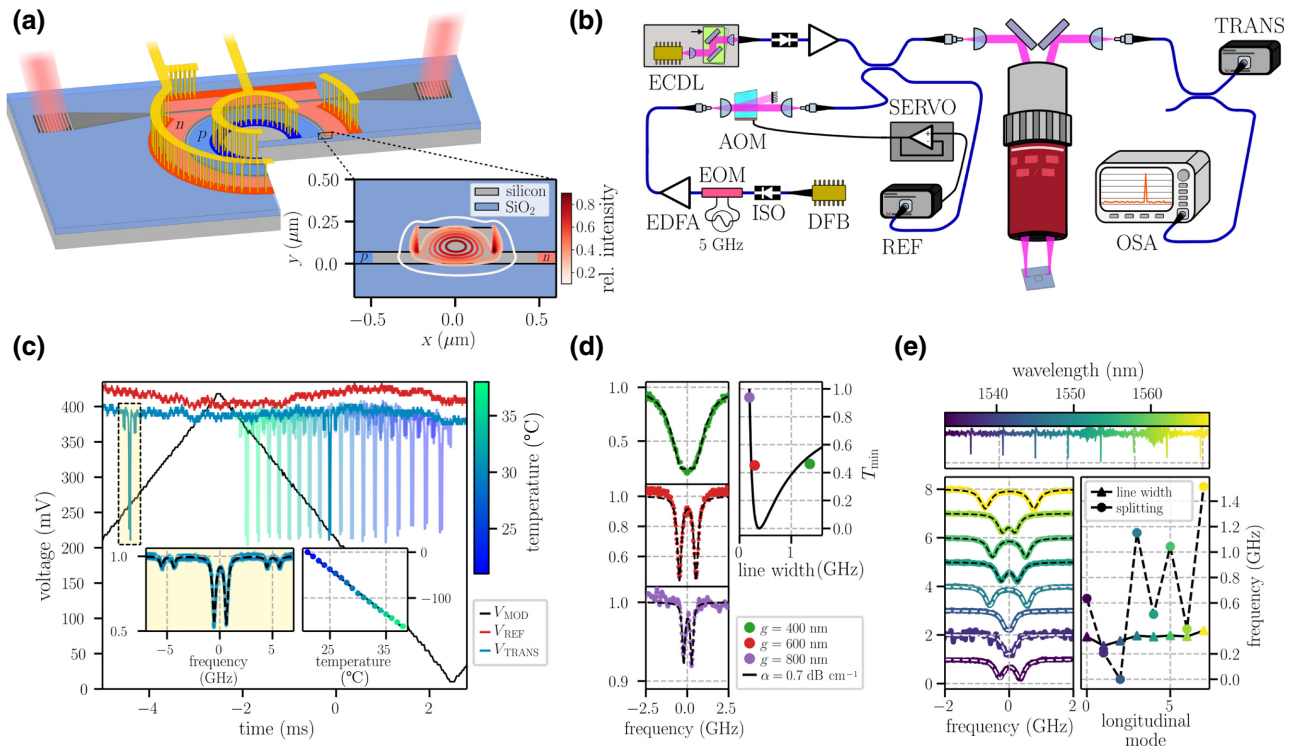 (a)
n
p
0.50
0.25
0.0
y (μm)
silicon
SiO₂
p
n
−0.5
0.0
0.5
x (μm)
0.8
0.6
0.4
0.2
rel. intensity
(b)
ECDL
AOM
SERVO
EOM
EDFA
ISO
DFB
5 GHz
REF
TRANS
OSA
(c)
400
350
300
250
200
150
100
50
0
voltage (mV)
−4
−2
0
2
time (ms)
1.0
0.5
−5
0
5
frequency
(GHz)
0
−100
25
35
temperature
(°C)
35
30
25
temperature (°C)
V_MOD
V_REF
V_TRANS
(d)
1.0
0.5
1.0
0.8
0.6
1.0
0.9
−2.5
0.0
2.5
frequency (GHz)
1.0
0.8
0.6
0.4
0.2
0.0
T_min
0
1
line width (GHz)
g = 400 nm
g = 600 nm
g = 800 nm
α = 0.7 dB cm⁻¹
(e)
wavelength (nm)
1540
1550
1560
8
6
4
2
0
−2
0
2
frequency (GHz)
line width
splitting
1.4
1.2
1.0
0.8
0.6
0.4
0.2
0.0
frequency (GHz)
0
5
longitudinal
mode